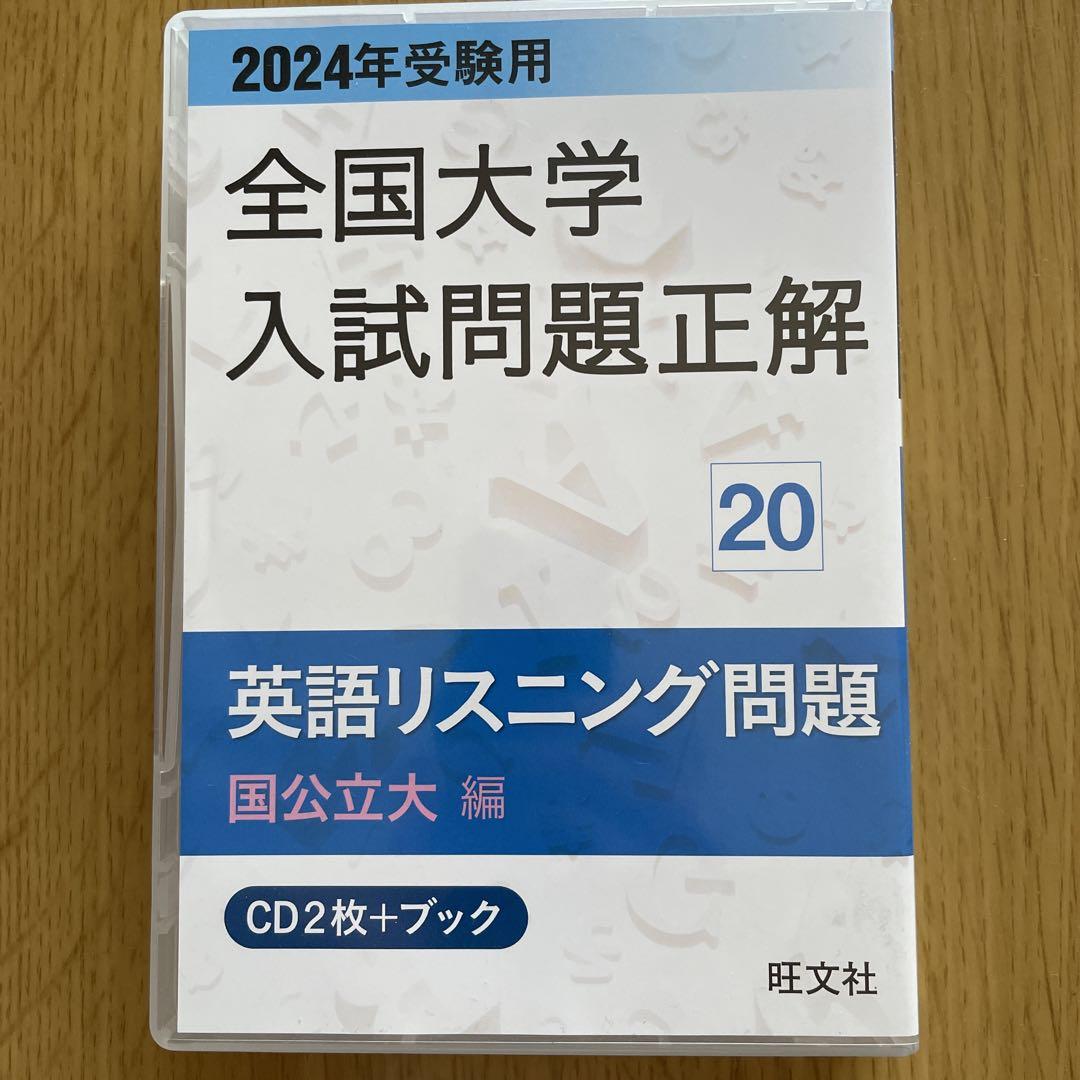 2024年受験用
全国大学
入試問題正解
20
英語リスニング問題
国公立大 編
CD2枚+ブック
旺文社